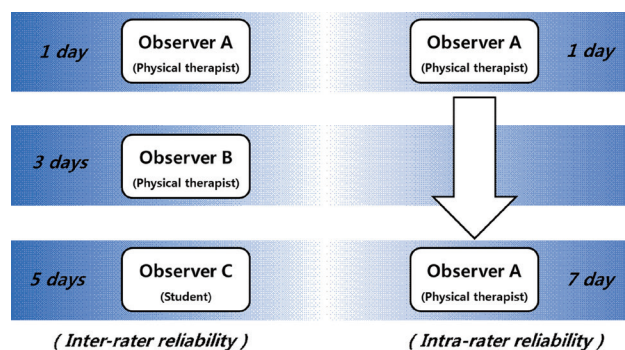 1 day
Observer A
(Physical therapist)
Observer A
(Physical therapist)
1 day
3 days
Observer B
(Physical therapist)
5 days
Observer C
(Student)
Observer A
(Physical therapist)
7 day
( Inter-rater reliability )
( Intra-rater reliability )